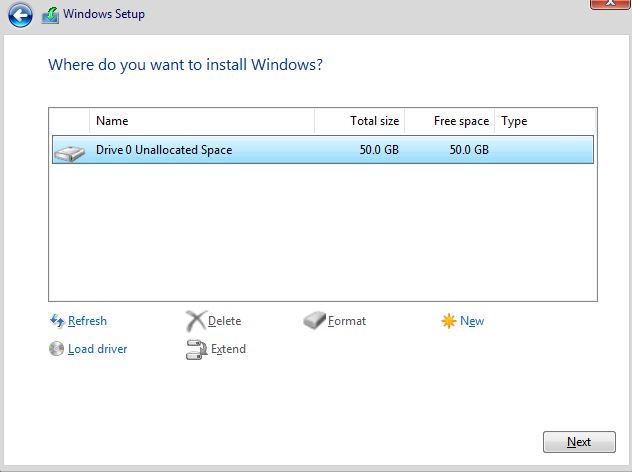 Windows Setup
Where do you want to install Windows?
Name Total size Free space Type
Drive 0 Unallocated Space 50.0 GB 50.0 GB
Refresh Delete Format New
Load driver Extend
Next